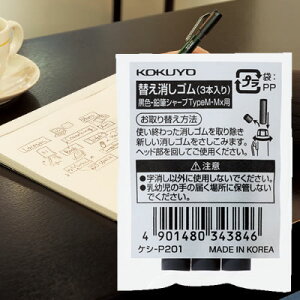 KOKUYO
袋:
PP
プラ
替え消しゴム(3本入り)
黒色・鉛筆シャープTypeM・Mx用
お取り替え方法
使い終わった消しゴムを取り除き
新しい消しゴムをさしこみます。
ヘッド部を回してご使用ください。
注意
●字消し以外に使用しないでください。
●乳幼児の手の届く場所に保管しない
でください。
ケシ-P201
4 901480 343846
MADE IN KOREA